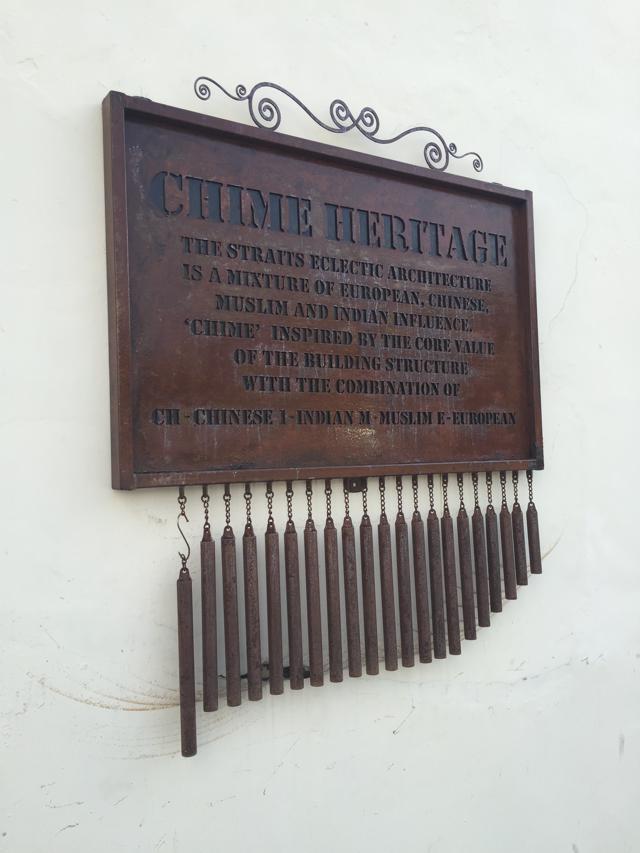 CHIME HERITAGE
THE STRAITS ECLECTIC ARCHITECTURE
IS A MIXTURE OF EUROPEAN, CHINESE,
MUSLIM AND INDIAN INFLUENCE.
'CHIME' INSPIRED BY THE CORE VALUE
OF THE BUILDING STRUCTURE
WITH THE COMBINATION OF
CH-CHINESE I-INDIAN M-MUSLIM E-EUROPEAN